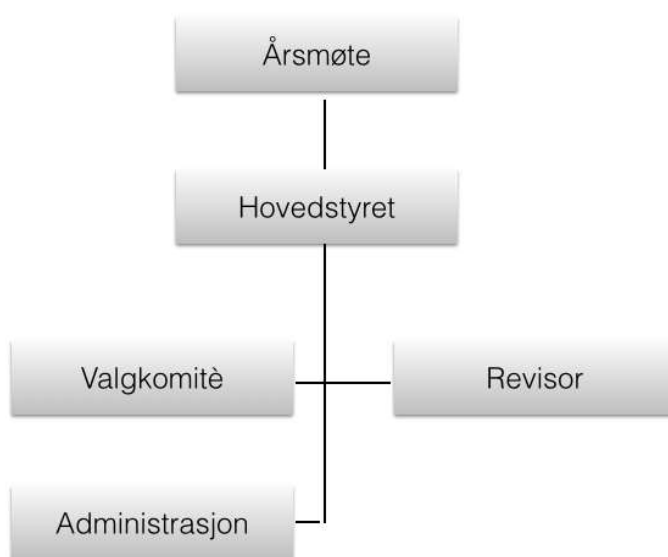 Årsmøte
Hovedstyret
Valgkomitè
Revisor
Administrasjon